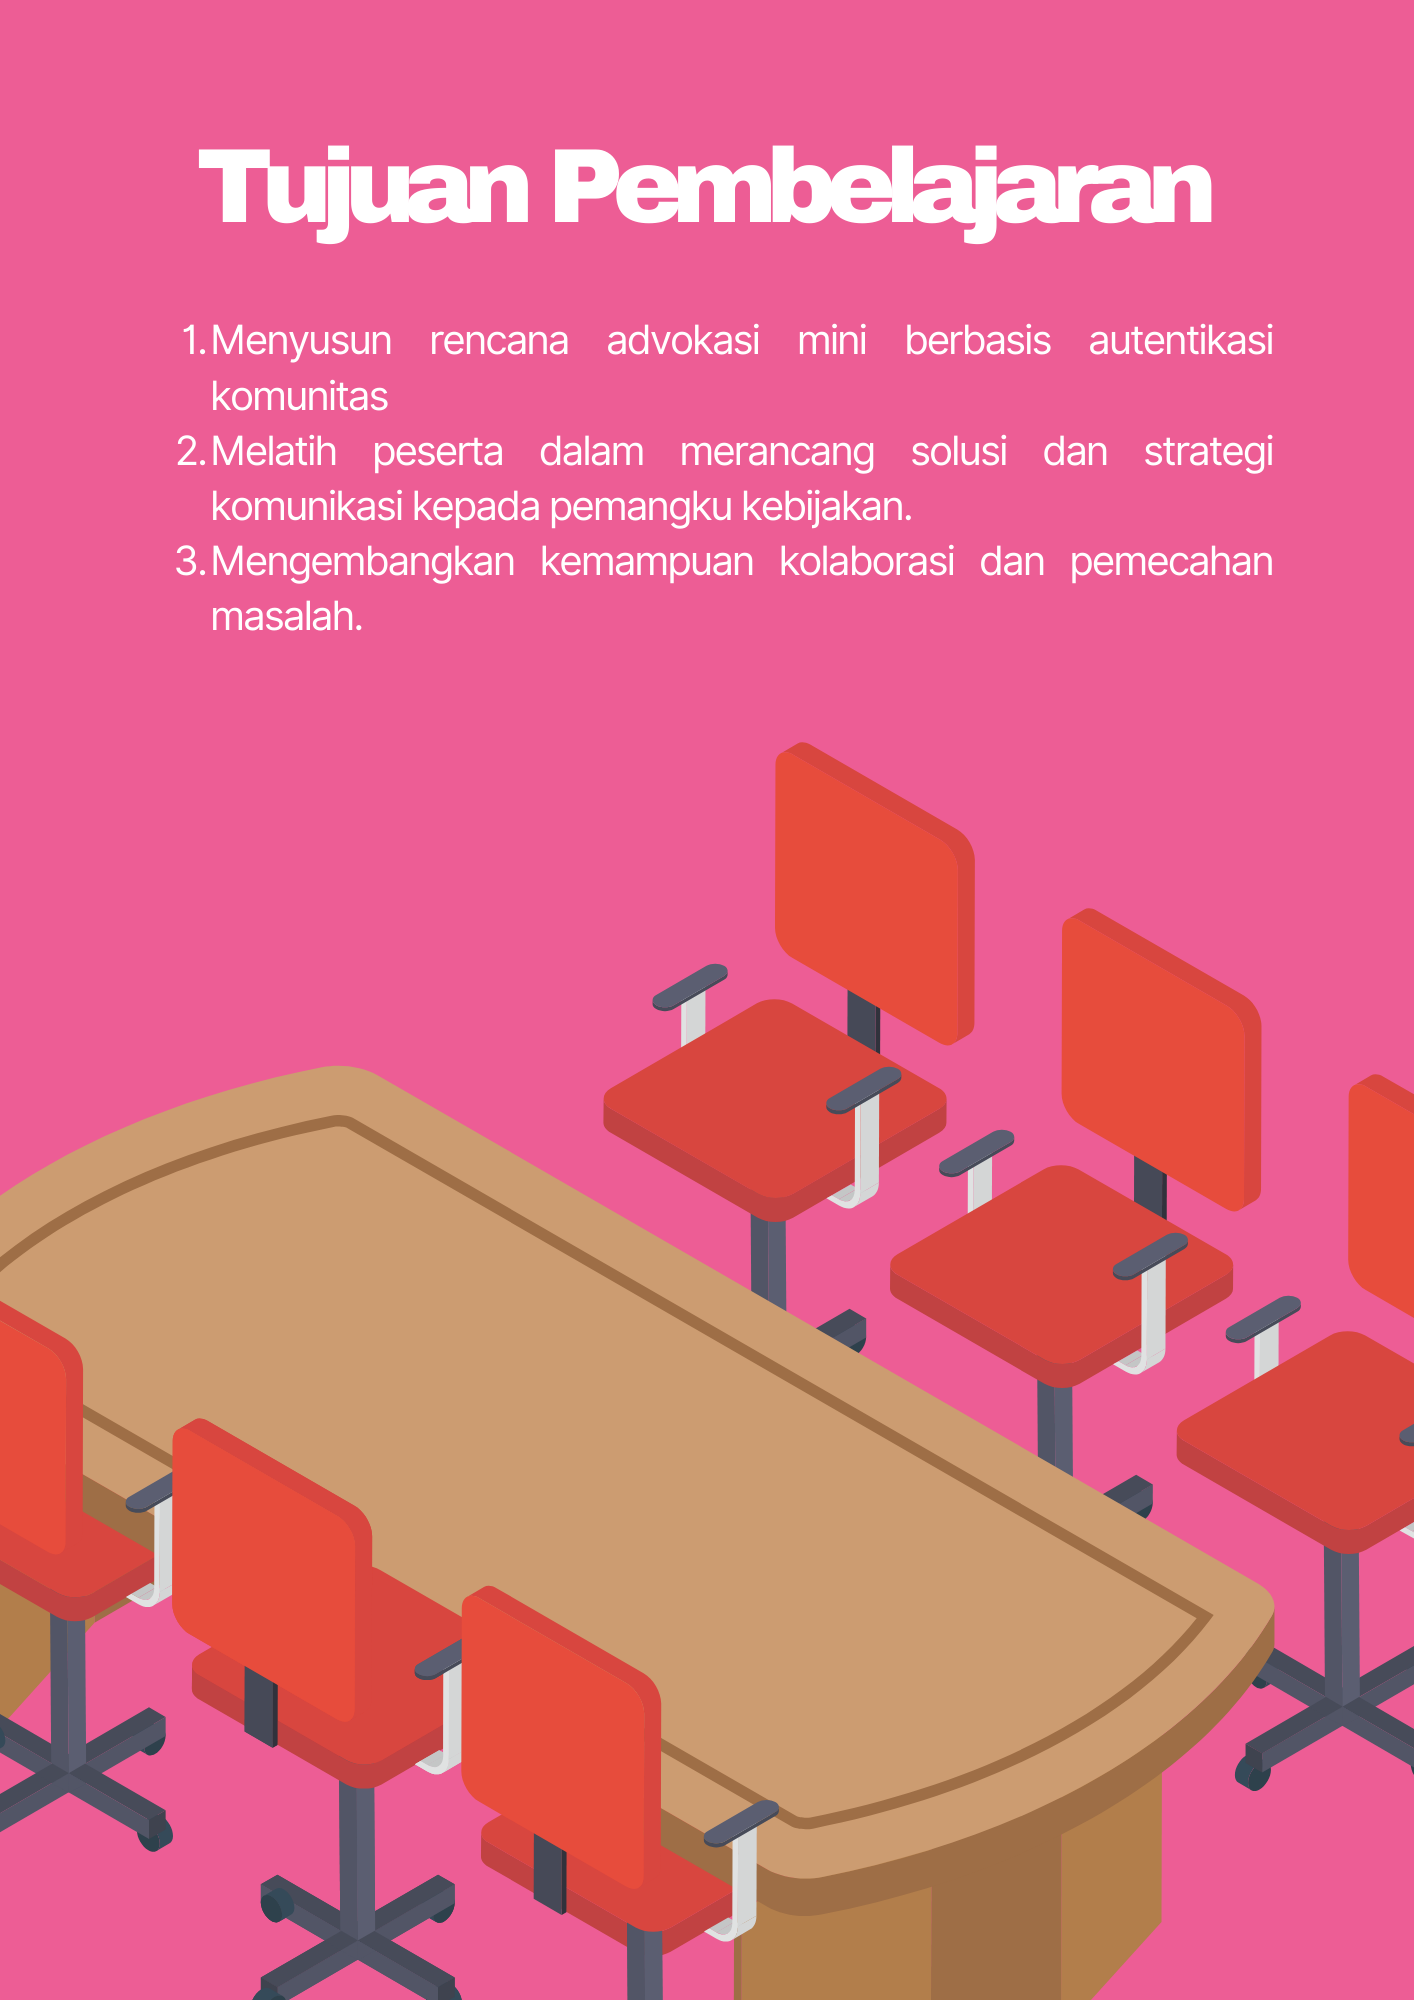 Tujuan Pembelajaran
1. Menyusun rencana advokasi mini berbasis autentikasi
komunitas
2. Melatih peserta dalam merancang solusi dan strategi
komunikasi kepada pemangku kebijakan.
3. Mengembangkan kemampuan kolaborasi dan pemecahan
masalah.